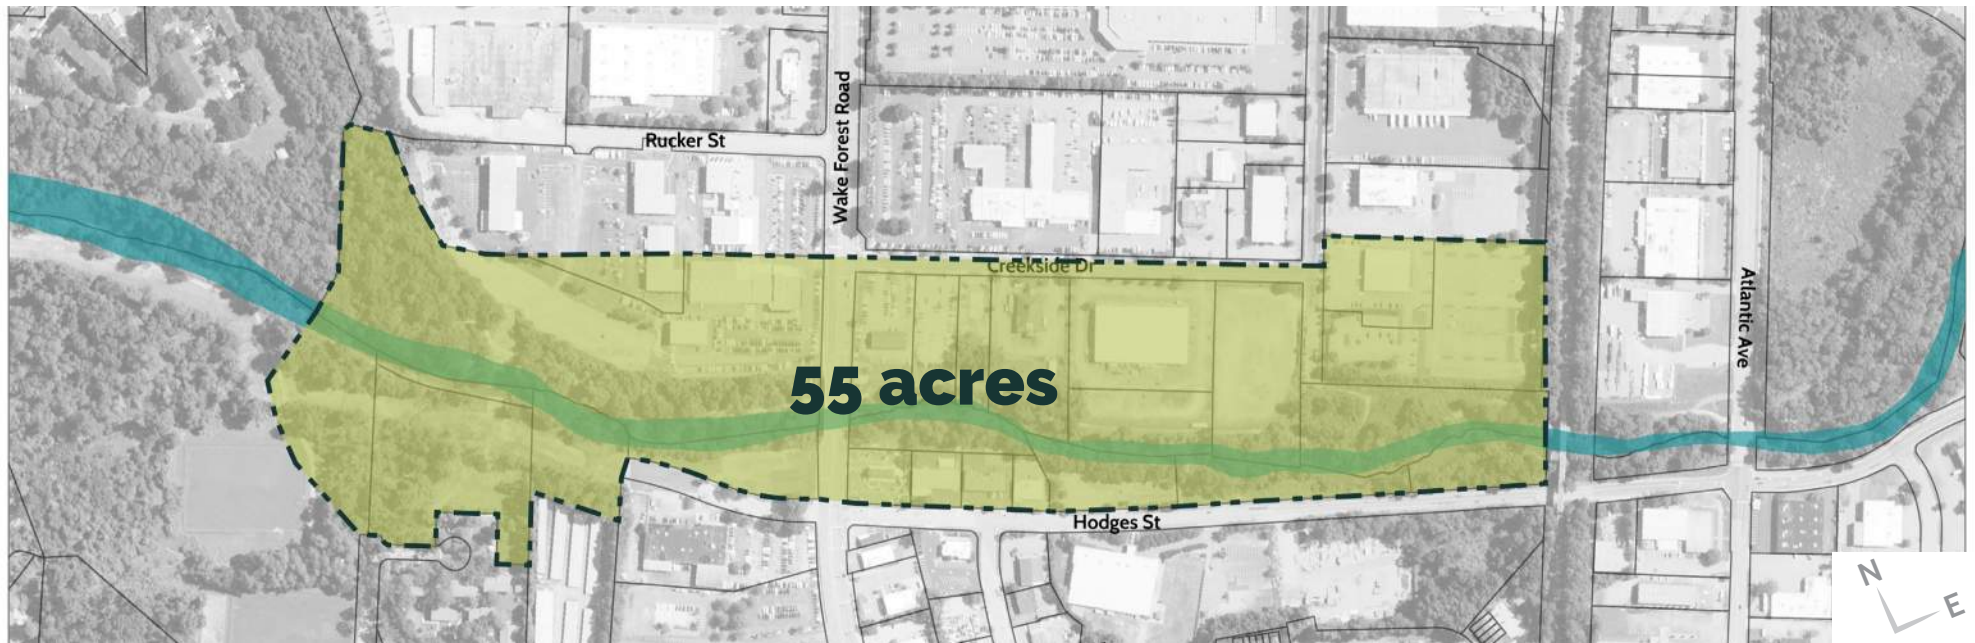 Rucker St
Wake Forest Road
Creekside Dr
Atlantic Ave
55 acres
Hodges St
N
E